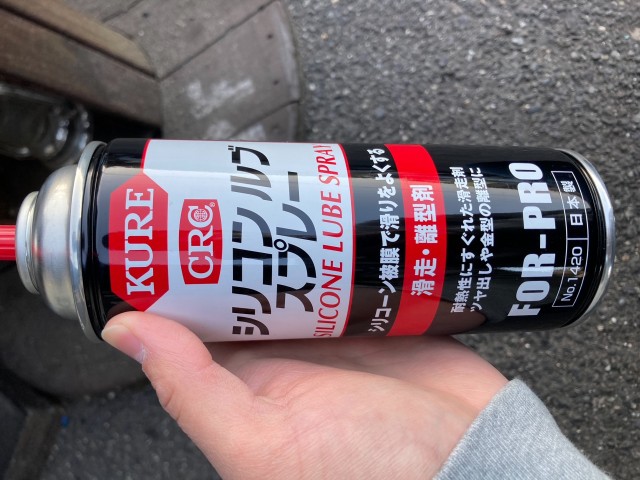 KURE
CRC
シリコンルブ
スプレー
SILICONE LUBE SPRAY
シリコーン被膜で滑りをよくする
滑走・離型剤
耐熱性にすぐれた滑走剤
ツヤ出しや金型の離型に
FOR-PRO
No.1420 日本製